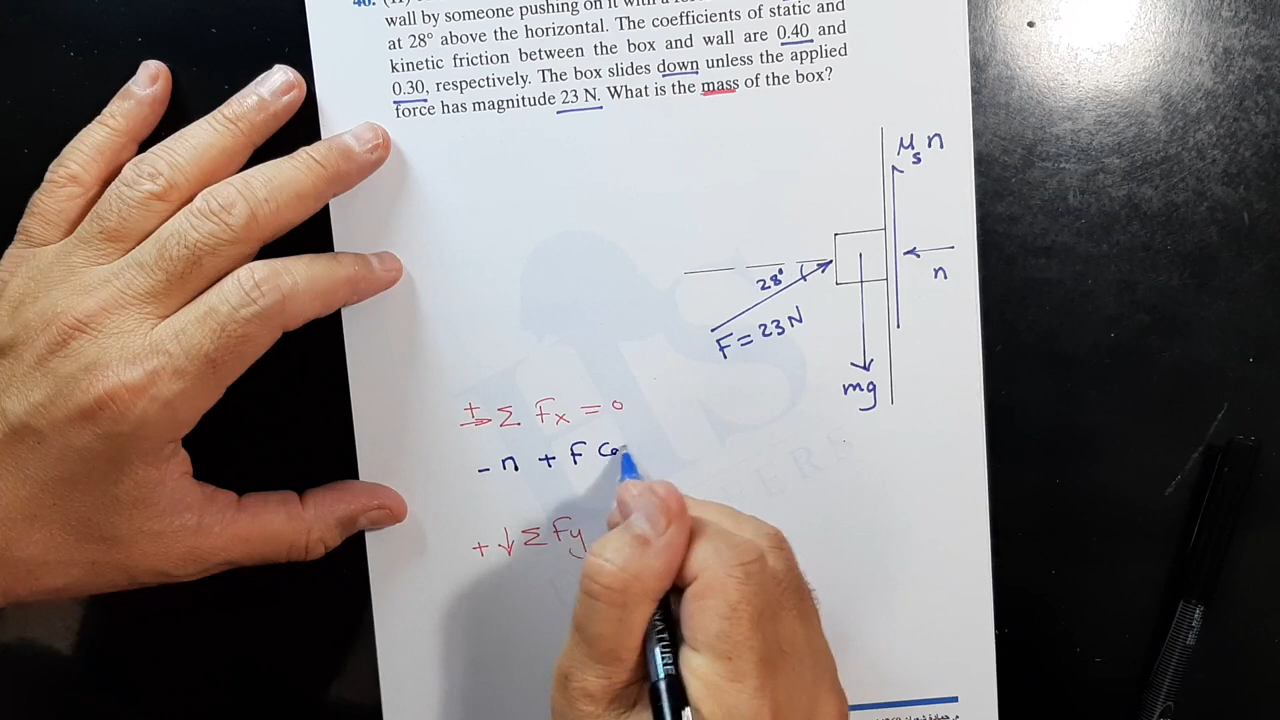 wall by someone pushing on it with a
at 28° above the horizontal. The coefficients of static and
kinetic friction between the box and wall are 0.40 and
0.30, respectively. The box slides down unless the applied
force has magnitude 23 N. What is the mass of the box?
μs n
28°
n
F = 23 N
mg
+ Σ Fx = 0
- n + F Co
+ ↓ Σ Fy
NATURE